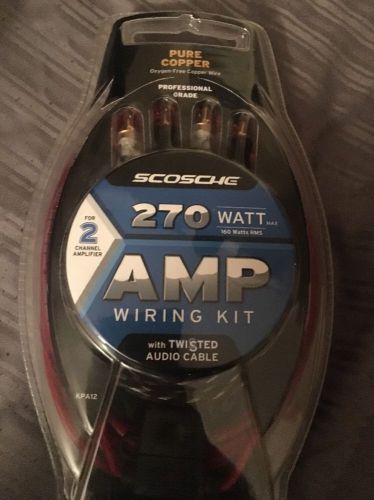 PURE
COPPER
Oxygen-Free Copper Wire
PROFESSIONAL
GRADE
SCOSCHE
270 WATT MAX
160 Watts RMS
FOR
2
CHANNEL
AMPLIFIER
AMP
WIRING KIT
with TWISTED
AUDIO CABLE
KPA12